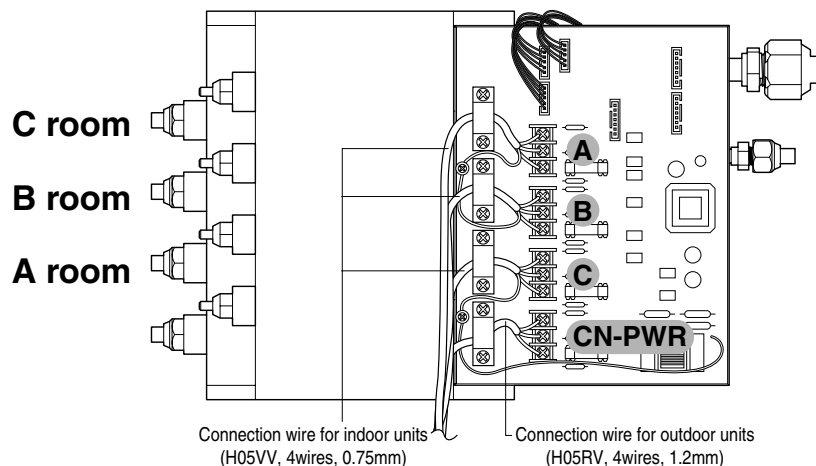 C room
B room
A room
A
B
C
CN-PWR
Connection wire for indoor units
(H05VV, 4wires, 0.75mm)
Connection wire for outdoor units
(H05RV, 4wires, 1.2mm)